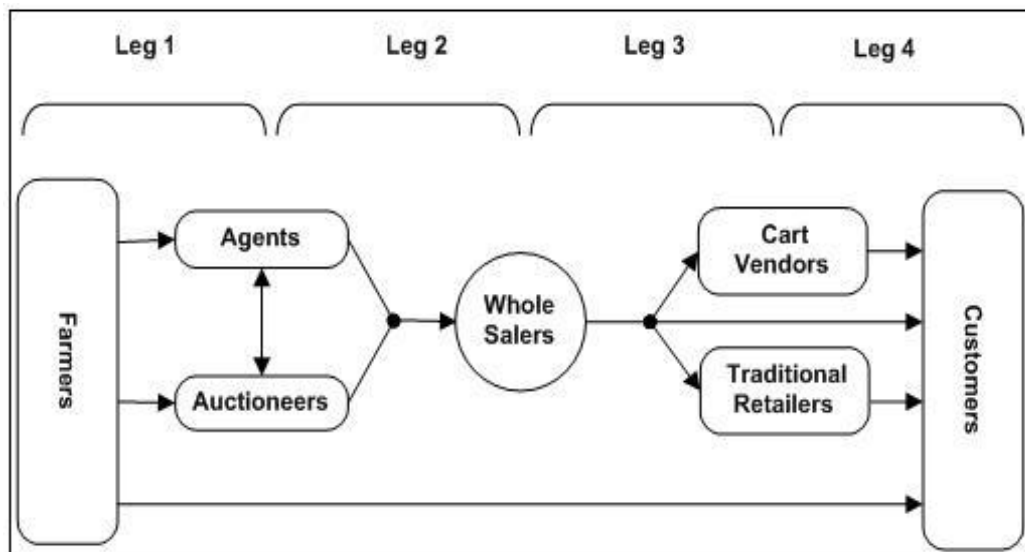 Leg 1
Leg 2
Leg 3
Leg 4
Farmers
Agents
Auctioneers
Whole
Salers
Cart
Vendors
Traditional
Retailers
Customers